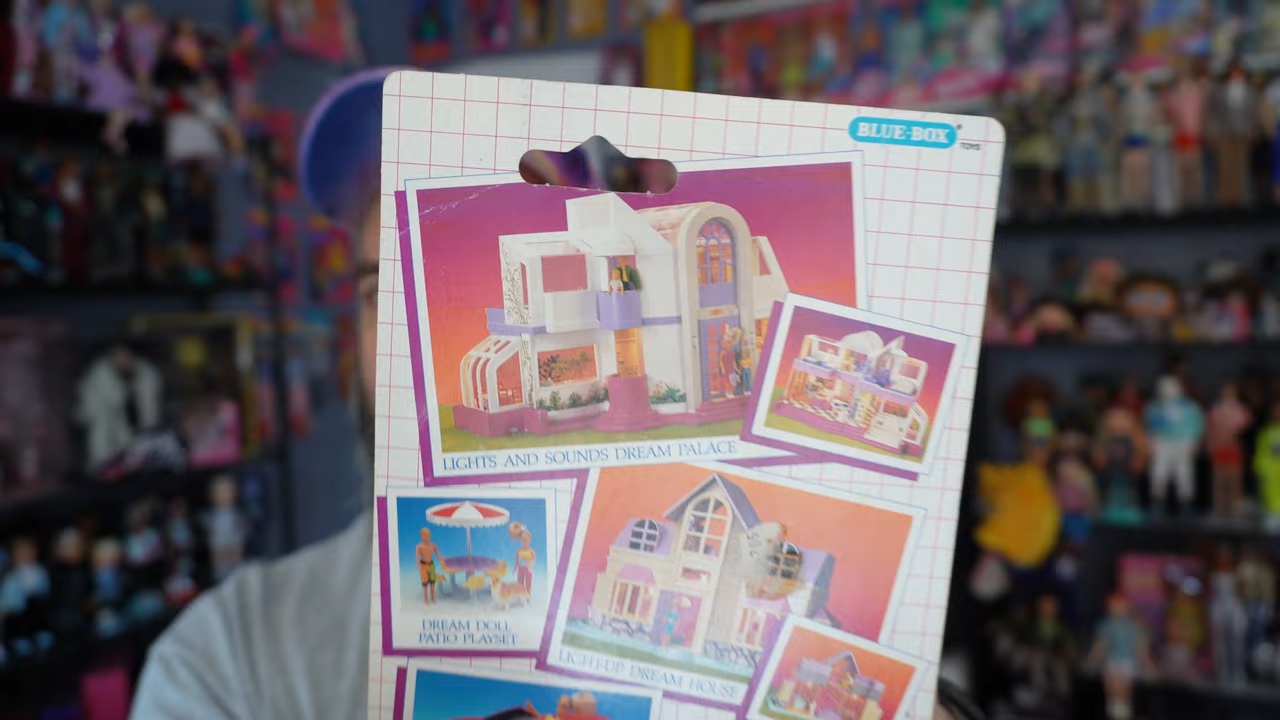 BLUE-BOX
TOYS
LIGHTS AND SOUNDS DREAM PALACE
DREAM DOLL
PATIO PLAYSET
LIGHT-UP DREAM HOUSE